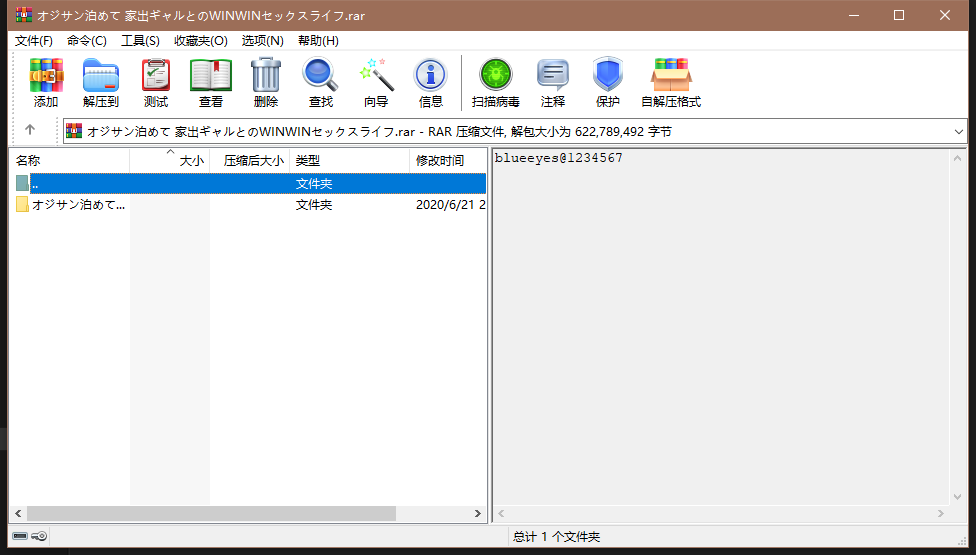 オジサン泊めて 家出ギャルとのWINWINセックスライフ.rar
文件(F) 命令(C) 工具(S) 收藏夹(O) 选项(N) 帮助(H)
添加 解压到 测试 查看 删除 查找 向导 信息 扫描病毒 注释 保护 自解压格式
オジサン泊めて 家出ギャルとのWINWINセックスライフ.rar - RAR 压缩文件, 解包大小为 622,789,492 字节
名称 大小 压缩后大小 类型 修改时间
.. 文件夹
オジサン泊めて... 文件夹 2020/6/21 2
blueeyes@1234567
总计 1 个文件夹